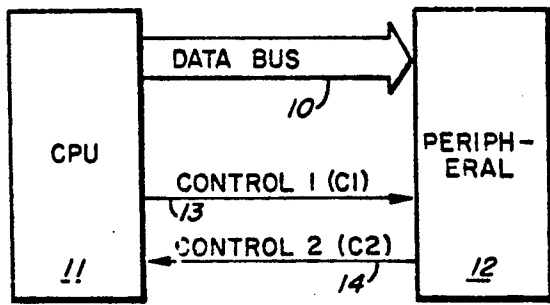 DATA BUS
10
CPU
PERIPH-
ERAL
CONTROL 1 (C1)
13
CONTROL 2 (C2)
14
11
12